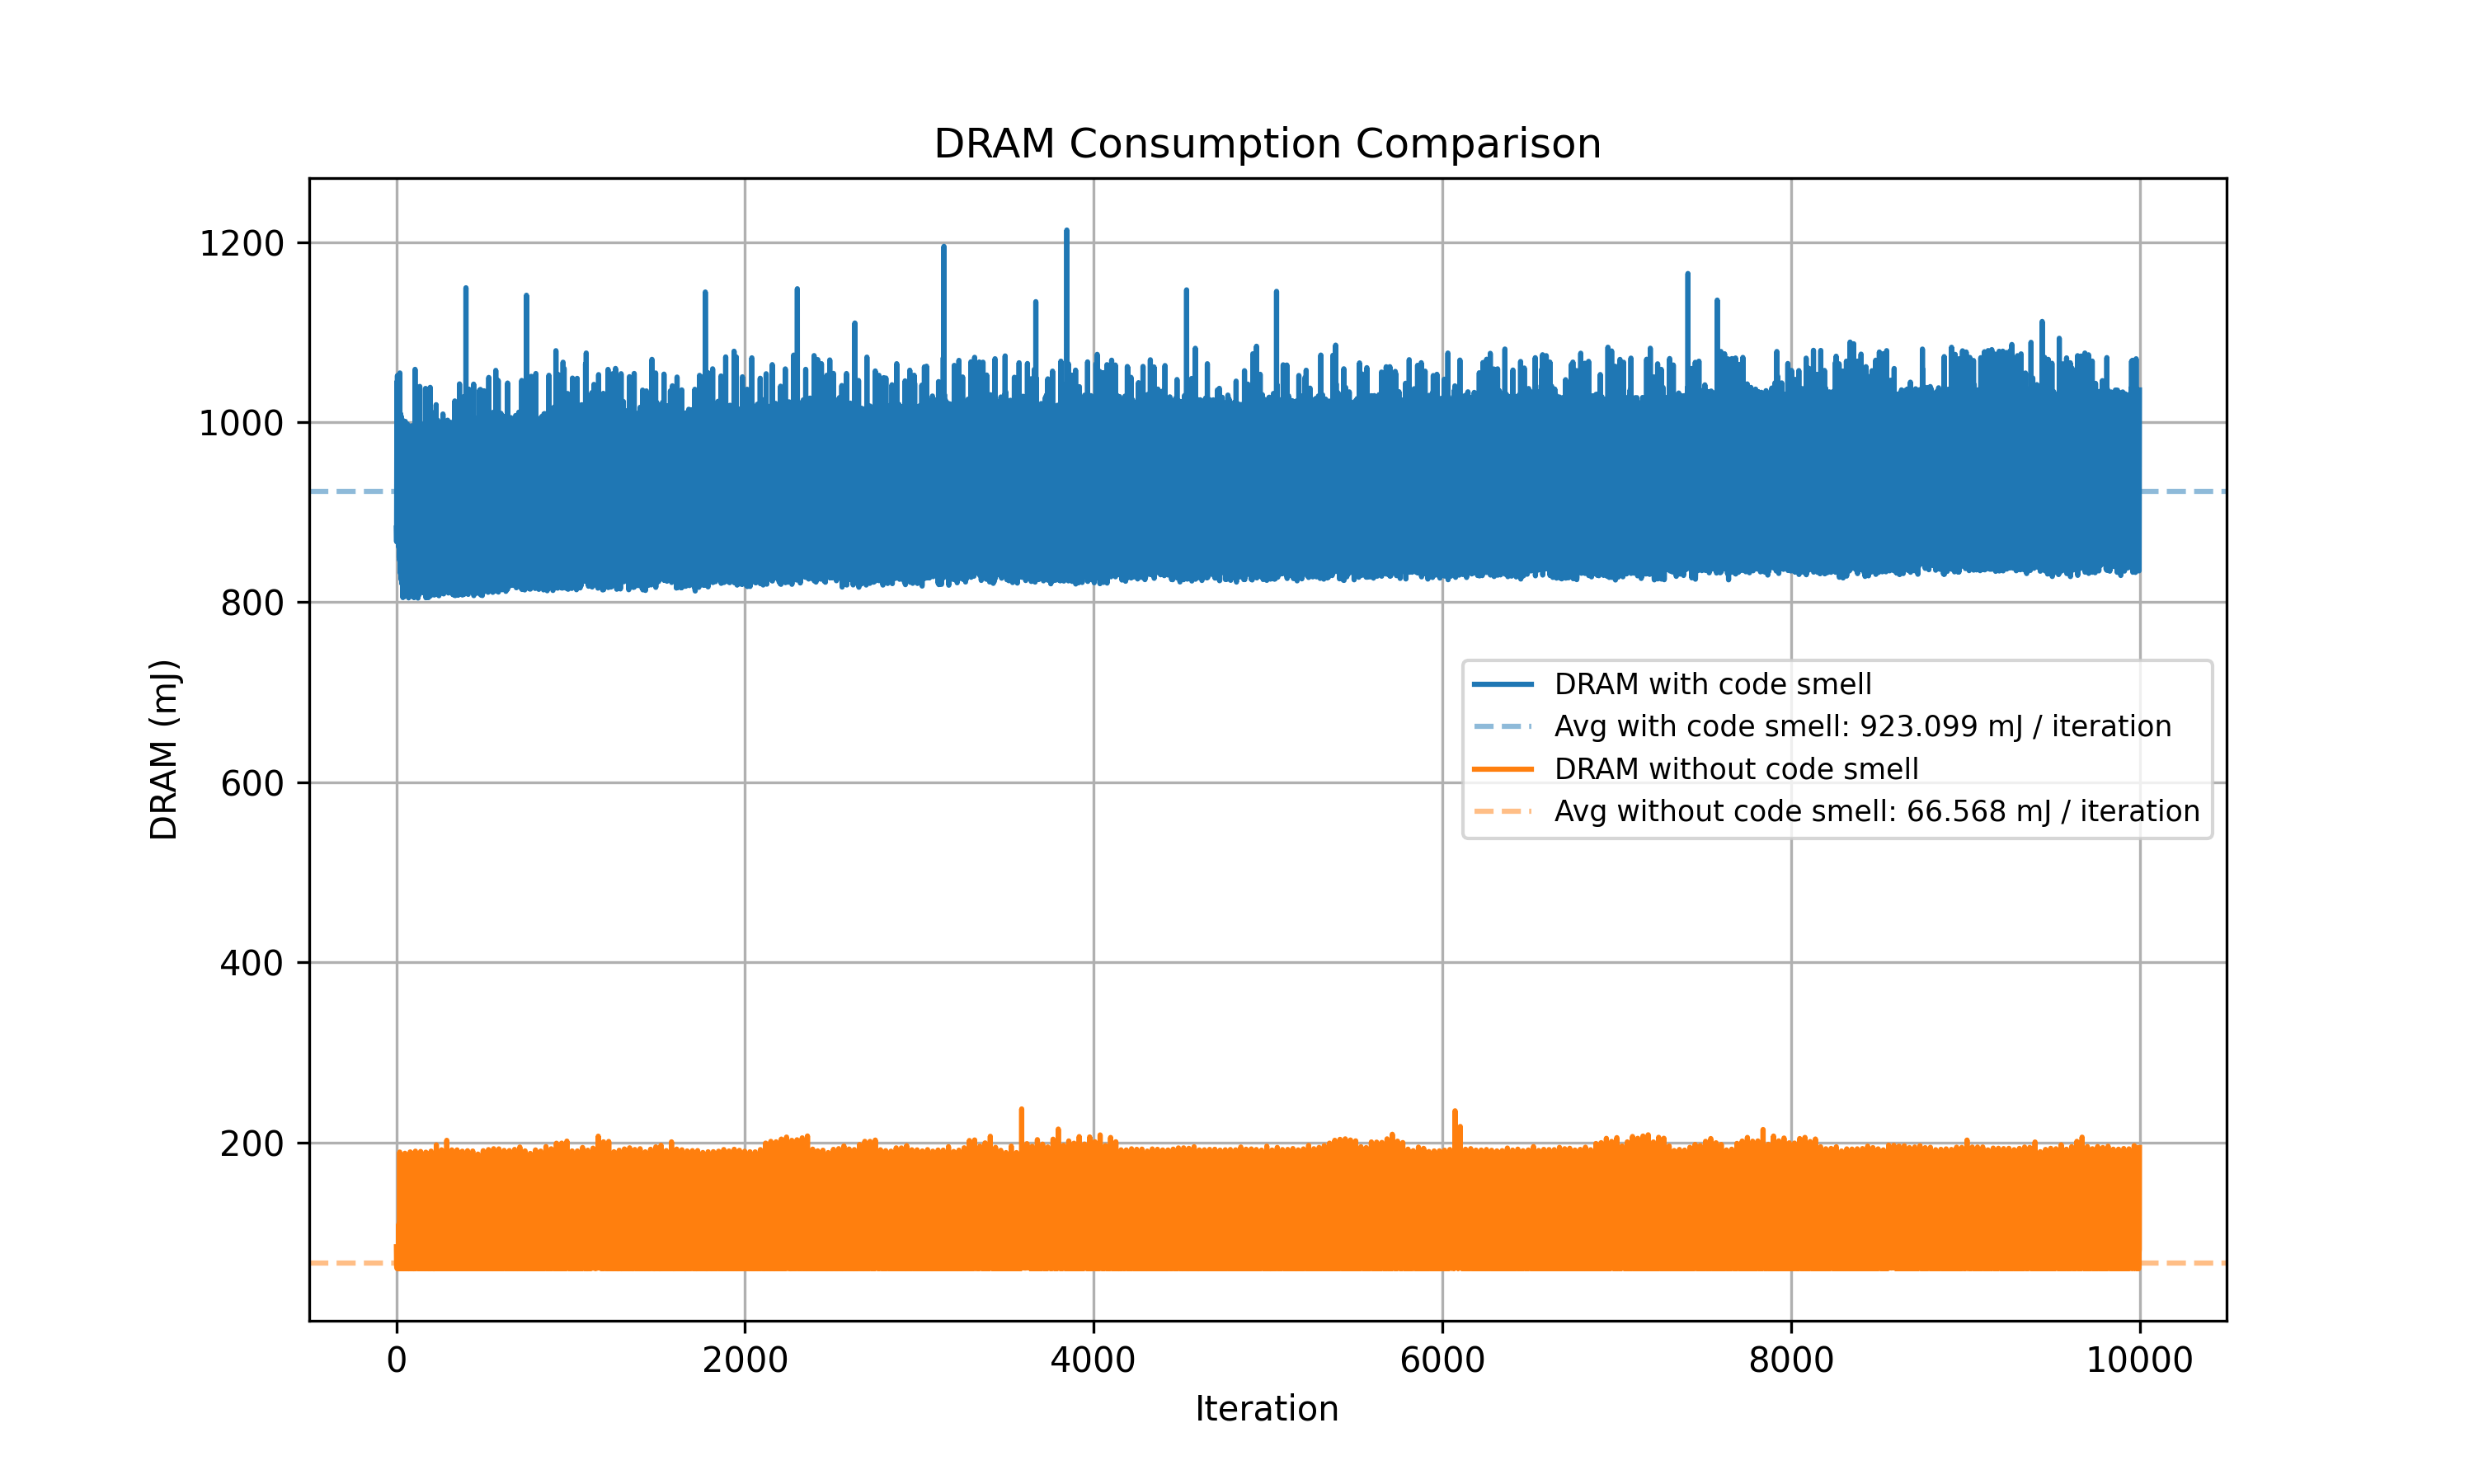 DRAM Consumption Comparison
1200
1000
800
600
400
200
DRAM (mJ)
DRAM with code smell
Avg with code smell: 923.099 mJ / iteration
DRAM without code smell
Avg without code smell: 66.568 mJ / iteration
0 2000 4000 6000 8000 10000
Iteration